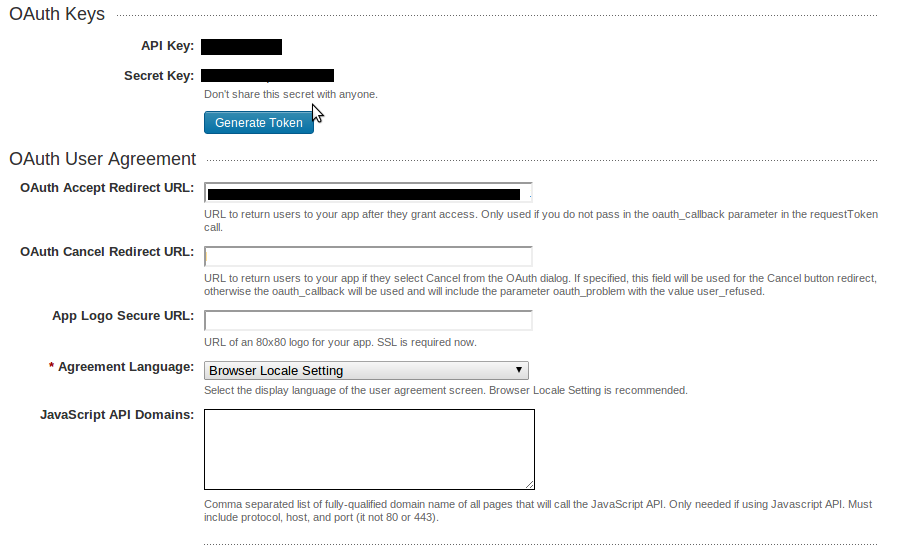 OAuth Keys
API Key:
Secret Key:
Don't share this secret with anyone.
Generate Token
OAuth User Agreement
OAuth Accept Redirect URL:
URL to return users to your app after they grant access. Only used if you do not pass in the oauth_callback parameter in the requestToken
call.
OAuth Cancel Redirect URL:
URL to return users to your app if they select Cancel from the OAuth dialog. If specified, this field will be used for the Cancel button redirect,
otherwise the oauth_callback will be used and will include the parameter oauth_problem with the value user_refused.
App Logo Secure URL:
URL of an 80x80 logo for your app. SSL is required now.
* Agreement Language:
Browser Locale Setting
Select the display language of the user agreement screen. Browser Locale Setting is recommended.
JavaScript API Domains:
Comma separated list of fully-qualified domain name of all pages that will call the JavaScript API. Only needed if using Javascript API. Must
include protocol, host, and port (it not 80 or 443).